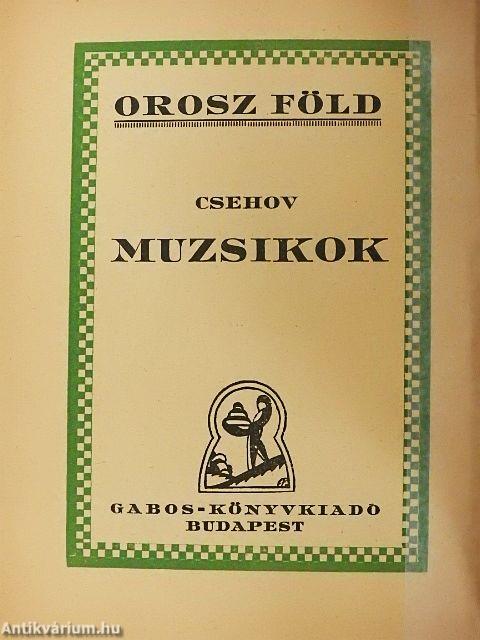 OROSZ FÖLD
CSEHOV
MUZSIKOK
GABOS-KÖNYVKIADÓ
BUDAPEST
Antikvárium.hu